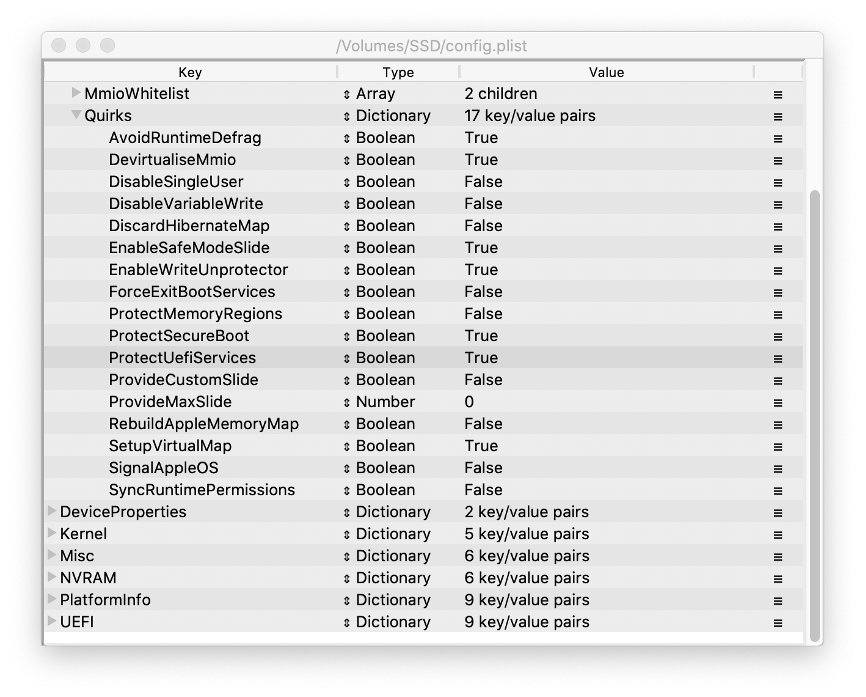 /Volumes/SSD/config.plist
Key Type Value
MmioWhitelist Array 2 children
Quirks Dictionary 17 key/value pairs
AvoidRuntimeDefrag Boolean True
DevirtualiseMmio Boolean True
DisableSingleUser Boolean False
DisableVariableWrite Boolean False
DiscardHibernateMap Boolean False
EnableSafeModeSlide Boolean True
EnableWriteUnprotector Boolean True
ForceExitBootServices Boolean False
ProtectMemoryRegions Boolean False
ProtectSecureBoot Boolean True
ProtectUefiServices Boolean True
ProvideCustomSlide Boolean False
ProvideMaxSlide Number 0
RebuildAppleMemoryMap Boolean False
SetupVirtualMap Boolean True
SignalAppleOS Boolean False
SyncRuntimePermissions Boolean False
DeviceProperties Dictionary 2 key/value pairs
Kernel Dictionary 5 key/value pairs
Misc Dictionary 6 key/value pairs
NVRAM Dictionary 6 key/value pairs
PlatformInfo Dictionary 9 key/value pairs
UEFI Dictionary 9 key/value pairs